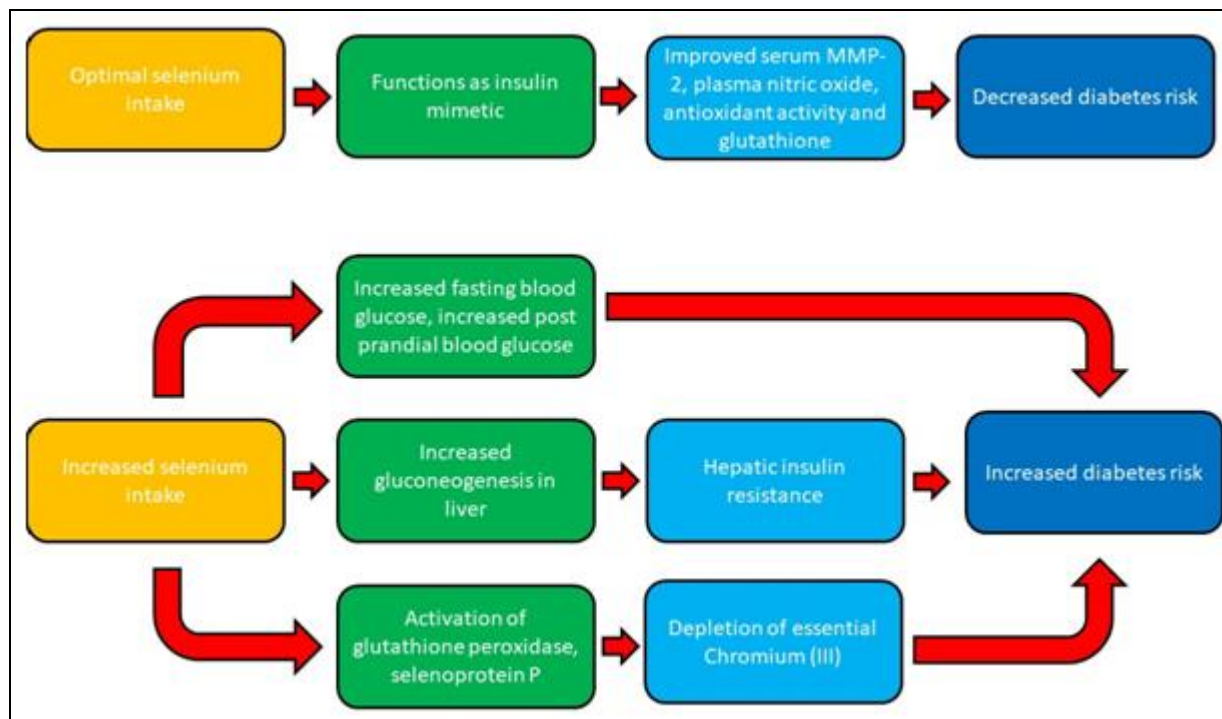 Optimal selenium
intake
Functions as insulin
mimetic
Improved serum MMP-
2, plasma nitric oxide,
antioxidant activity and
glutathione
Decreased diabetes risk
Increased fasting blood
glucose, increased post
prandial blood glucose
Increased selenium
intake
Increased
gluconeogenesis in
liver
Hepatic insulin
resistance
Increased diabetes risk
Activation of
glutathione peroxidase,
selenoprotein P
Depletion of essential
Chromium (III)